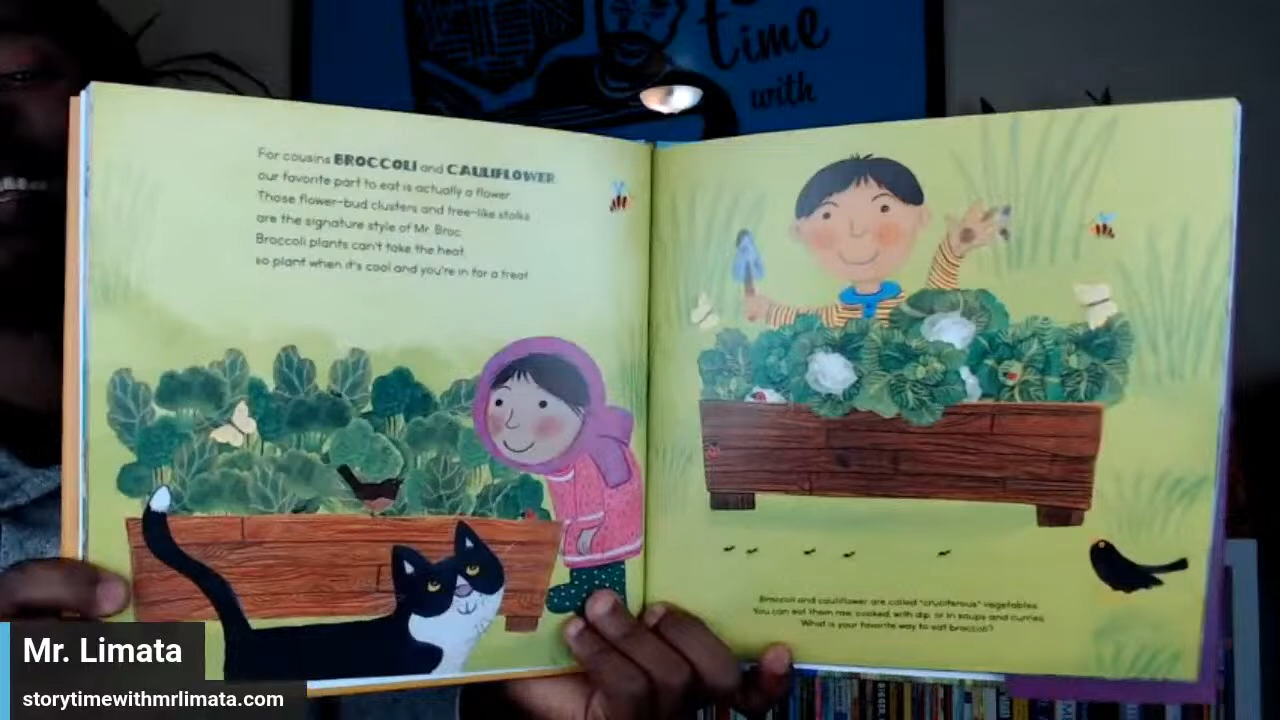 time
with
For cousins BROCCOLI and CAULIFLOWER
our favorite part to eat is actually a flower.
Those flower-bud clusters and tree-like stalks
are the signature style of Mr. Broc.
Broccoli plants can't take the heat,
so plant when it's cool and you're in for a treat.
Broccoli and cauliflower are called "cruciferous" vegetables.
You can eat them raw, cooked, with dip, or in soups and curries.
What is your favorite way to eat broccoli?
Mr. Limata
storytimewithmrlimata.com